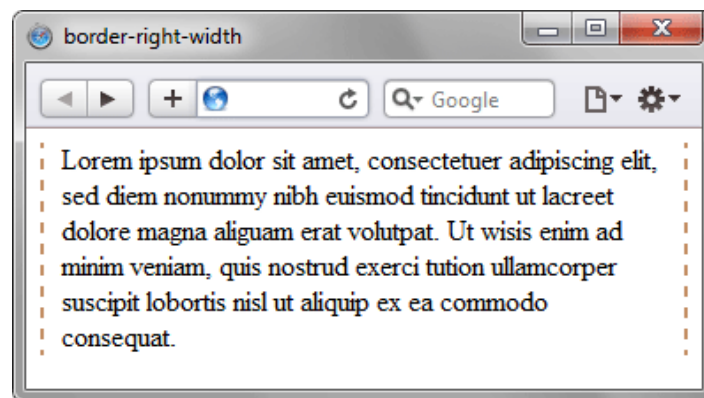 border-right-width
Google
Lorem ipsum dolor sit amet, consectetuer adipiscing elit,
sed diem nonummy nibh euismod tincidunt ut lacreet
dolore magna aliguam erat volutpat. Ut wisis enim ad
minim veniam, quis nostrud exerci tution ullamcorper
suscipit lobortis nisl ut aliquip ex ea commodo
consequat.